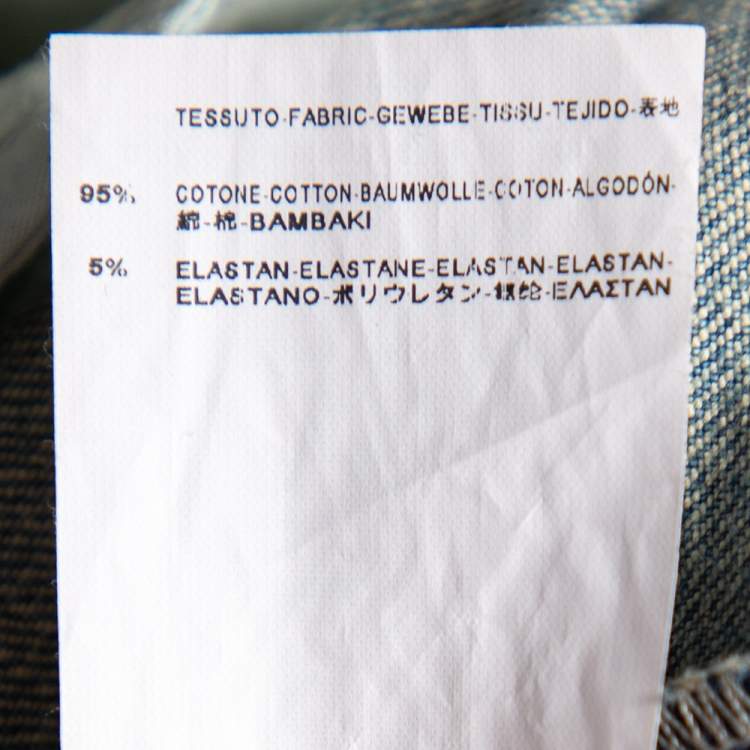 TESSUTO-FABRIC-GEWEBE-TISSU-TEJIDO-表地
95% COTONE-COTTON-BAUMWOLLE-COTON-ALGODÓN-
綿-棉-BAMBAKI
5% ELASTAN-ELASTANE-ELASTAN-ELASTAN-
ELASTANO-ポリウレタン-ΕΛΑΣΤΑΝ